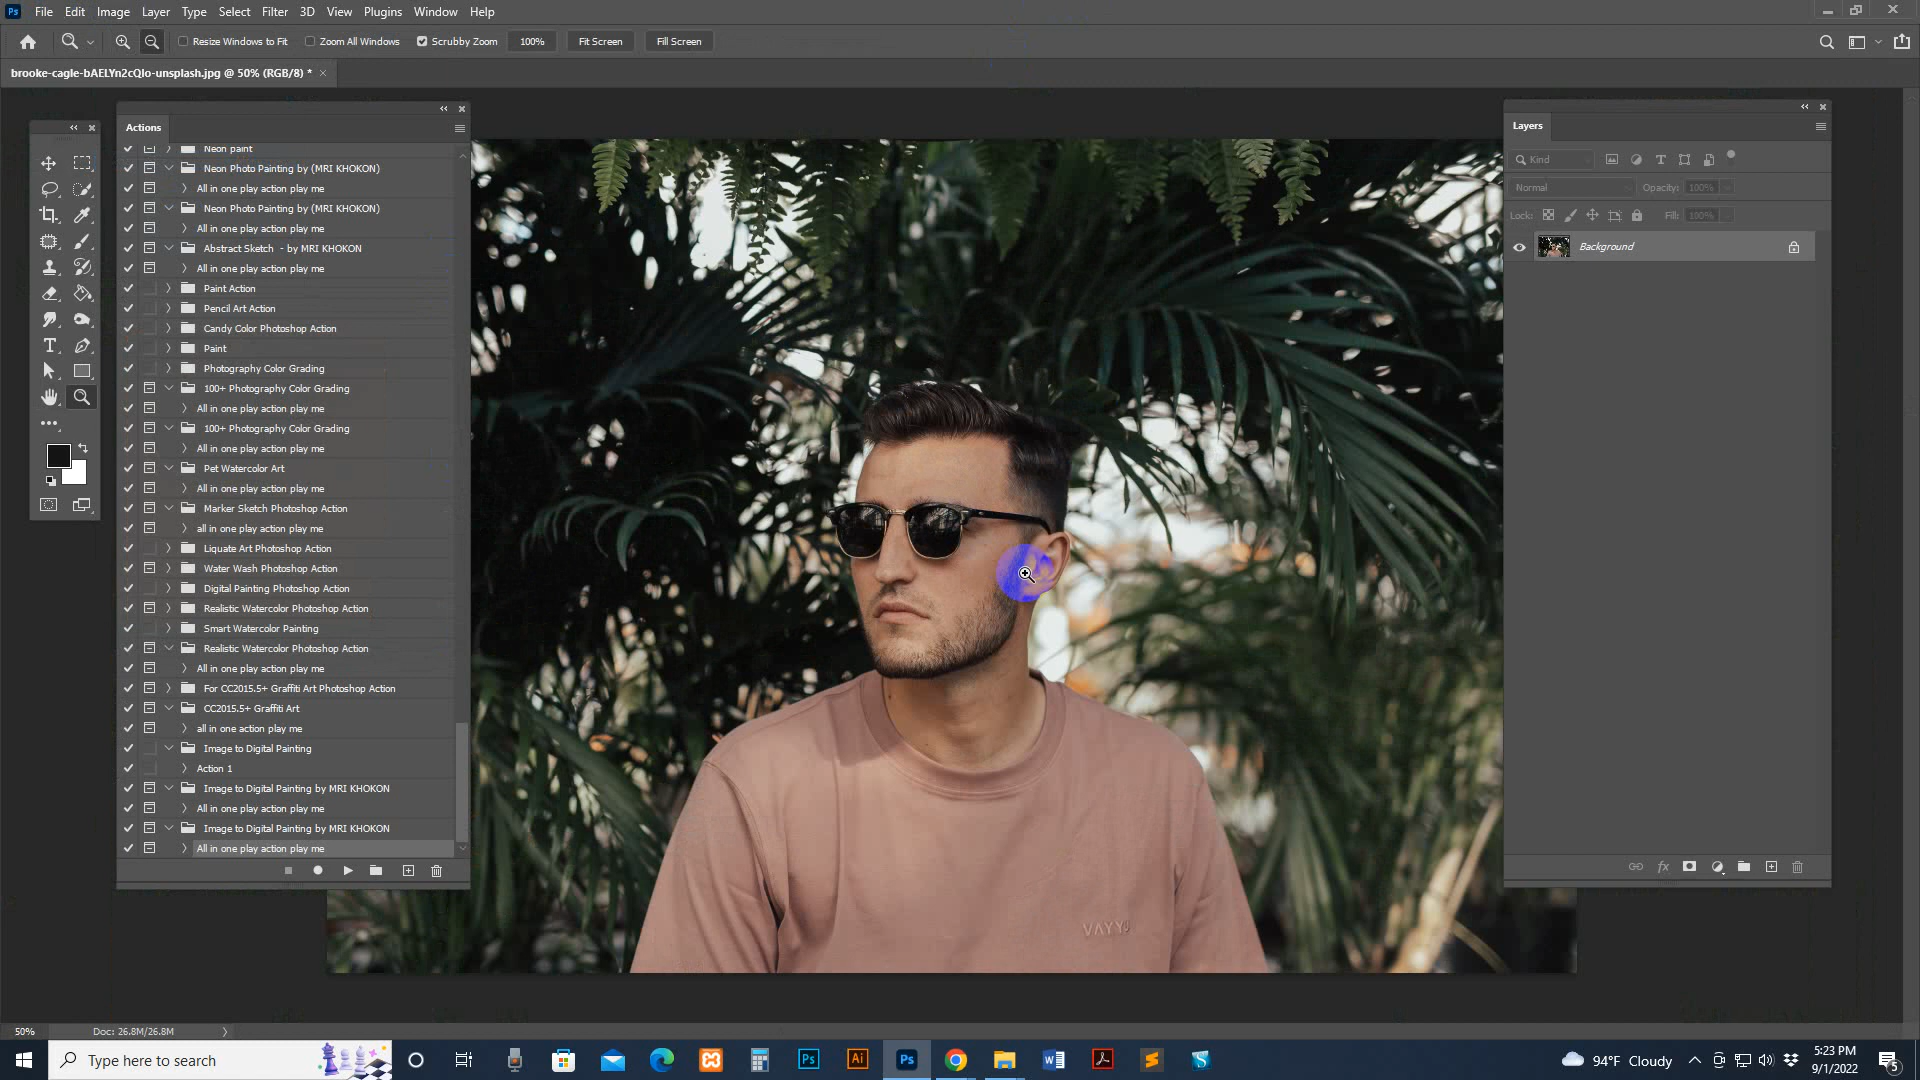 File Edit Image Layer Type Select Filter 3D View Plugins Window Help
Resize Windows to Fit Zoom All Windows Scrubby Zoom 100% Fit Screen Fill Screen
brooke-cagle-bAELYn2cQIo-unsplash.jpg @ 50% (RGB/8) *
Actions
Neon paint
Neon Photo Painting by (MRI KHOKON)
All in one play action play me
Neon Photo Painting by (MRI KHOKON)
All in one play action play me
Abstract Sketch - by MRI KHOKON
All in one play action play me
Paint Action
Pencil Art Action
Candy Color Photoshop Action
Paint
Photography Color Grading
100+ Photography Color Grading
All in one play action play me
100+ Photography Color Grading
All in one play action play me
Pet Watercolor Art
All in one play action play me
Marker Sketch Photoshop Action
all in one play action play me
Liquate Art Photoshop Action
Water Wash Photoshop Action
Digital Painting Photoshop Action
Realistic Watercolor Photoshop Action
Smart Watercolor Painting
Realistic Watercolor Photoshop Action
All in one play action play me
For CC2015.5+ Graffiti Art Photoshop Action
CC2015.5+ Graffiti Art
all in one action play me
Image to Digital Painting
Action 1
Image to Digital Painting by MRI KHOKON
All in one play action play me
Image to Digital Painting by MRI KHOKON
All in one play action play me
VAYYJ
Layers
Kind
Normal Opacity: 100%
Lock: Fill: 100%
Background
50% Doc: 26.8M/26.8M
Type here to search
94°F Cloudy
5:23 PM
9/1/2022
5